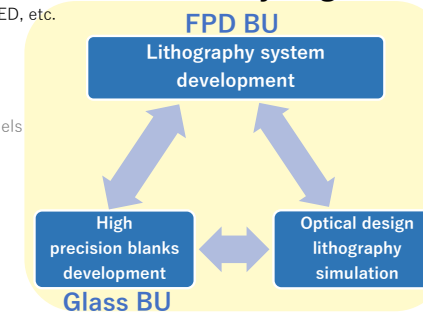 ED, etc.
FPD BU
Lithography system
development
els
High
precision blanks
development
Optical design
lithography
simulation
Glass BU